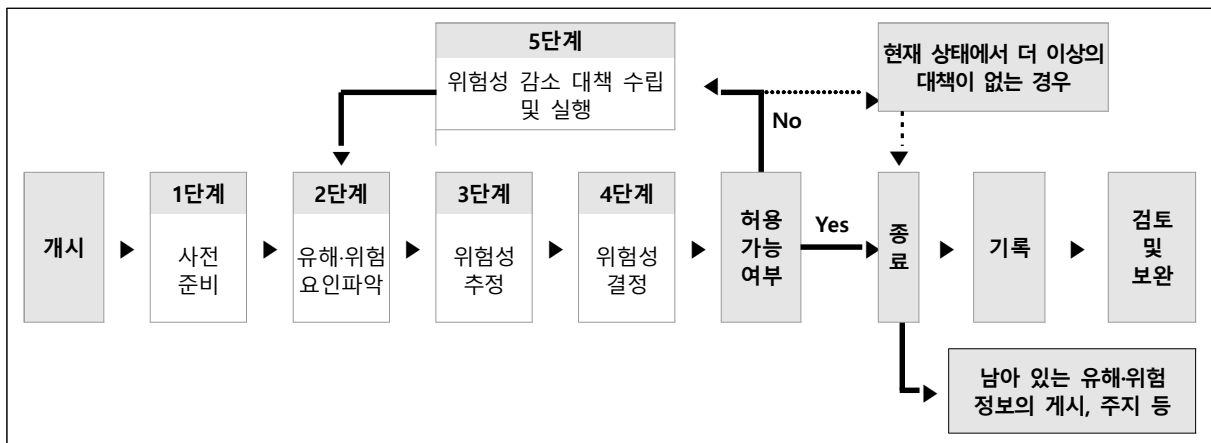 5단계
위험성 감소 대책 수립
및 실행
현재 상태에서 더 이상의
대책이 없는 경우
No
개시
1단계
사전
준비
2단계
유해·위험
요인파악
3단계
위험성
추정
4단계
위험성
결정
허용
가능
여부
Yes
종
료
기록
검토
및
보완
남아 있는 유해·위험
정보의 게시, 주지 등